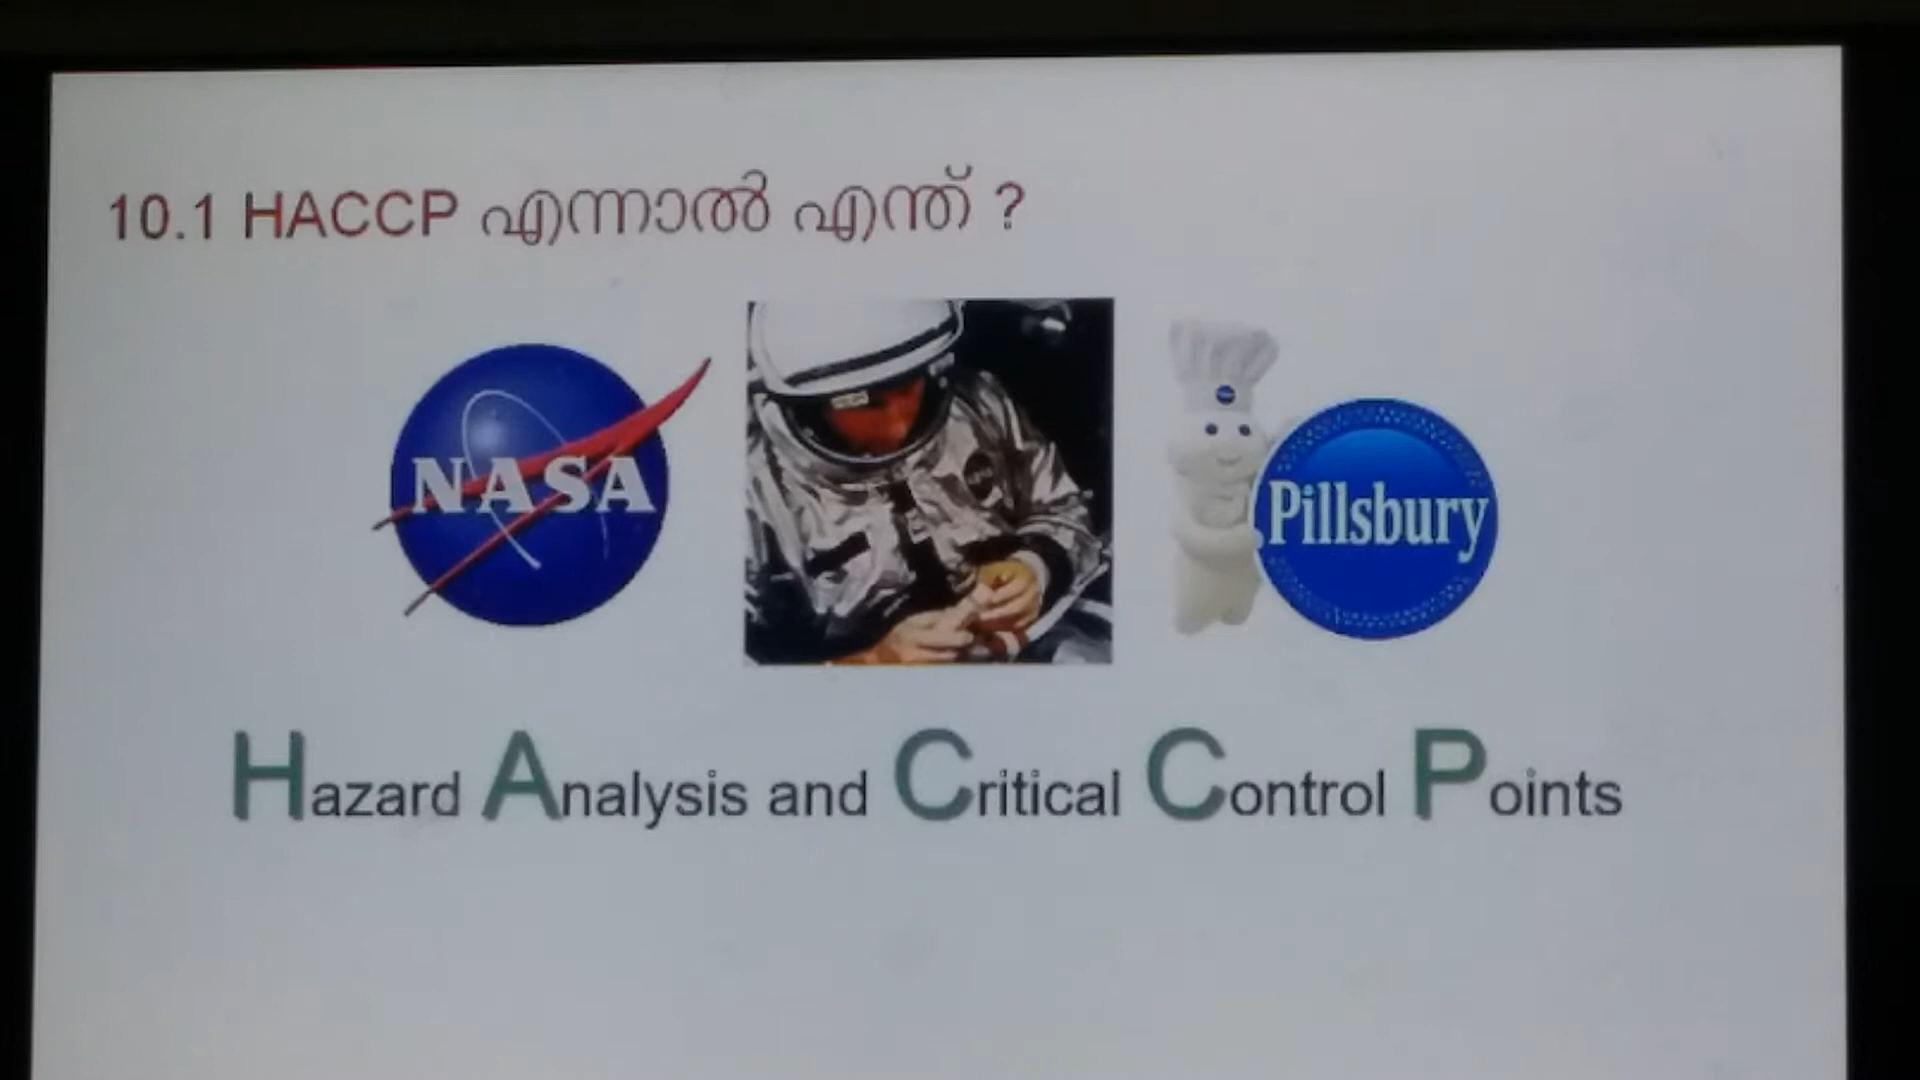 10.1 HACCP എന്നാൽ എന്ത് ?
NASA
Pillsbury
Hazard Analysis and Critical Control Points